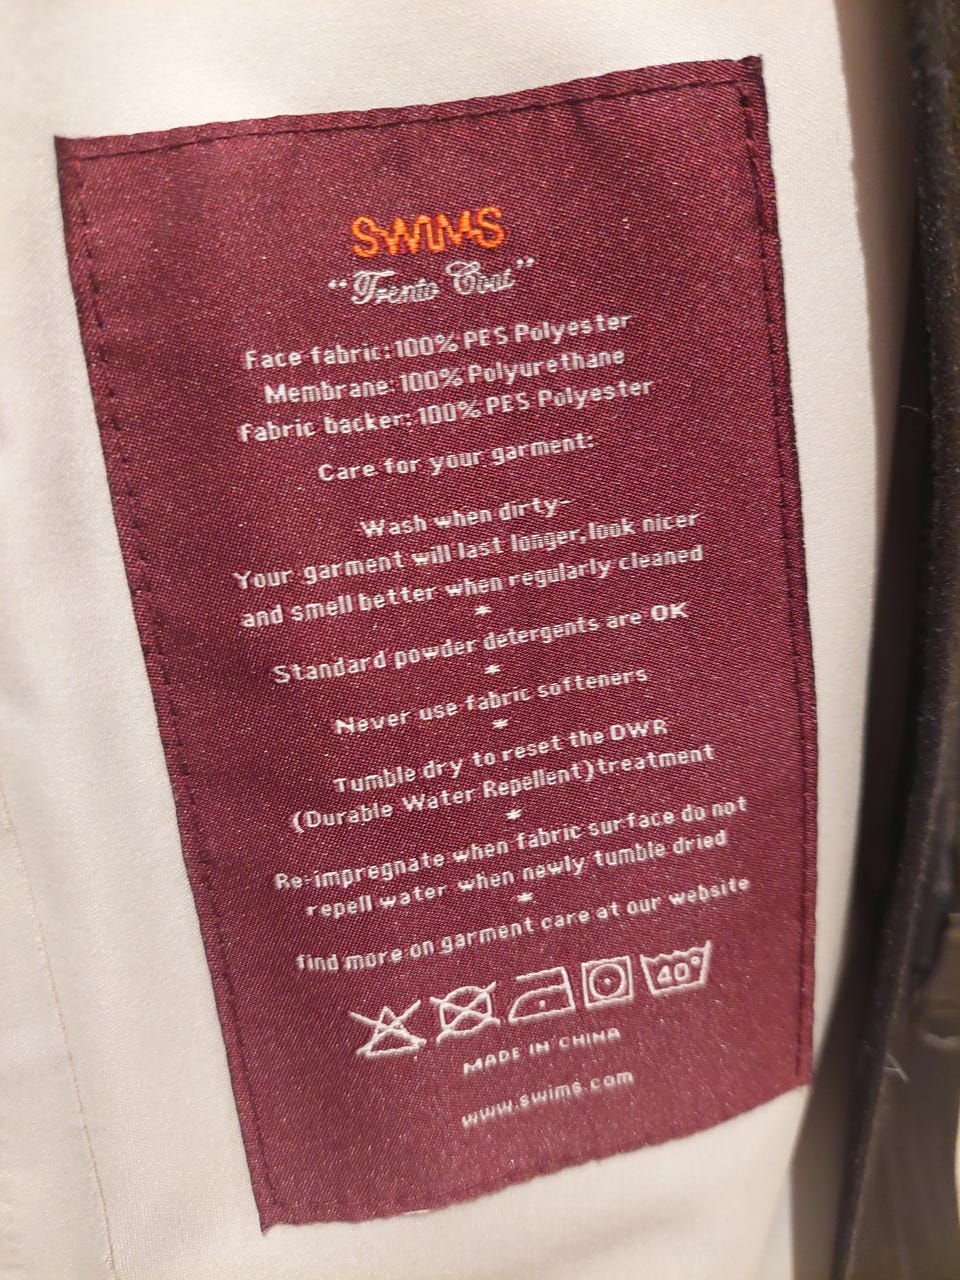 SWIMS
"Trento Coat"
Face fabric: 100% PES Polyester
Membrane: 100% Polyurethane
Fabric backer: 100% PES Polyester
Care for your garment:
Wash when dirty-
Your garment will last longer, look nicer
and smell better when regularly cleaned
*
Standard powder detergents are OK
*
Never use fabric softeners
*
Tumble dry to reset the DWR
(Durable Water Repellent) treatment
*
Re-impregnate when fabric surface do not
repell water when newly tumble dried
*
find more on garment care at our website
40°
MADE IN CHINA
www.swims.com